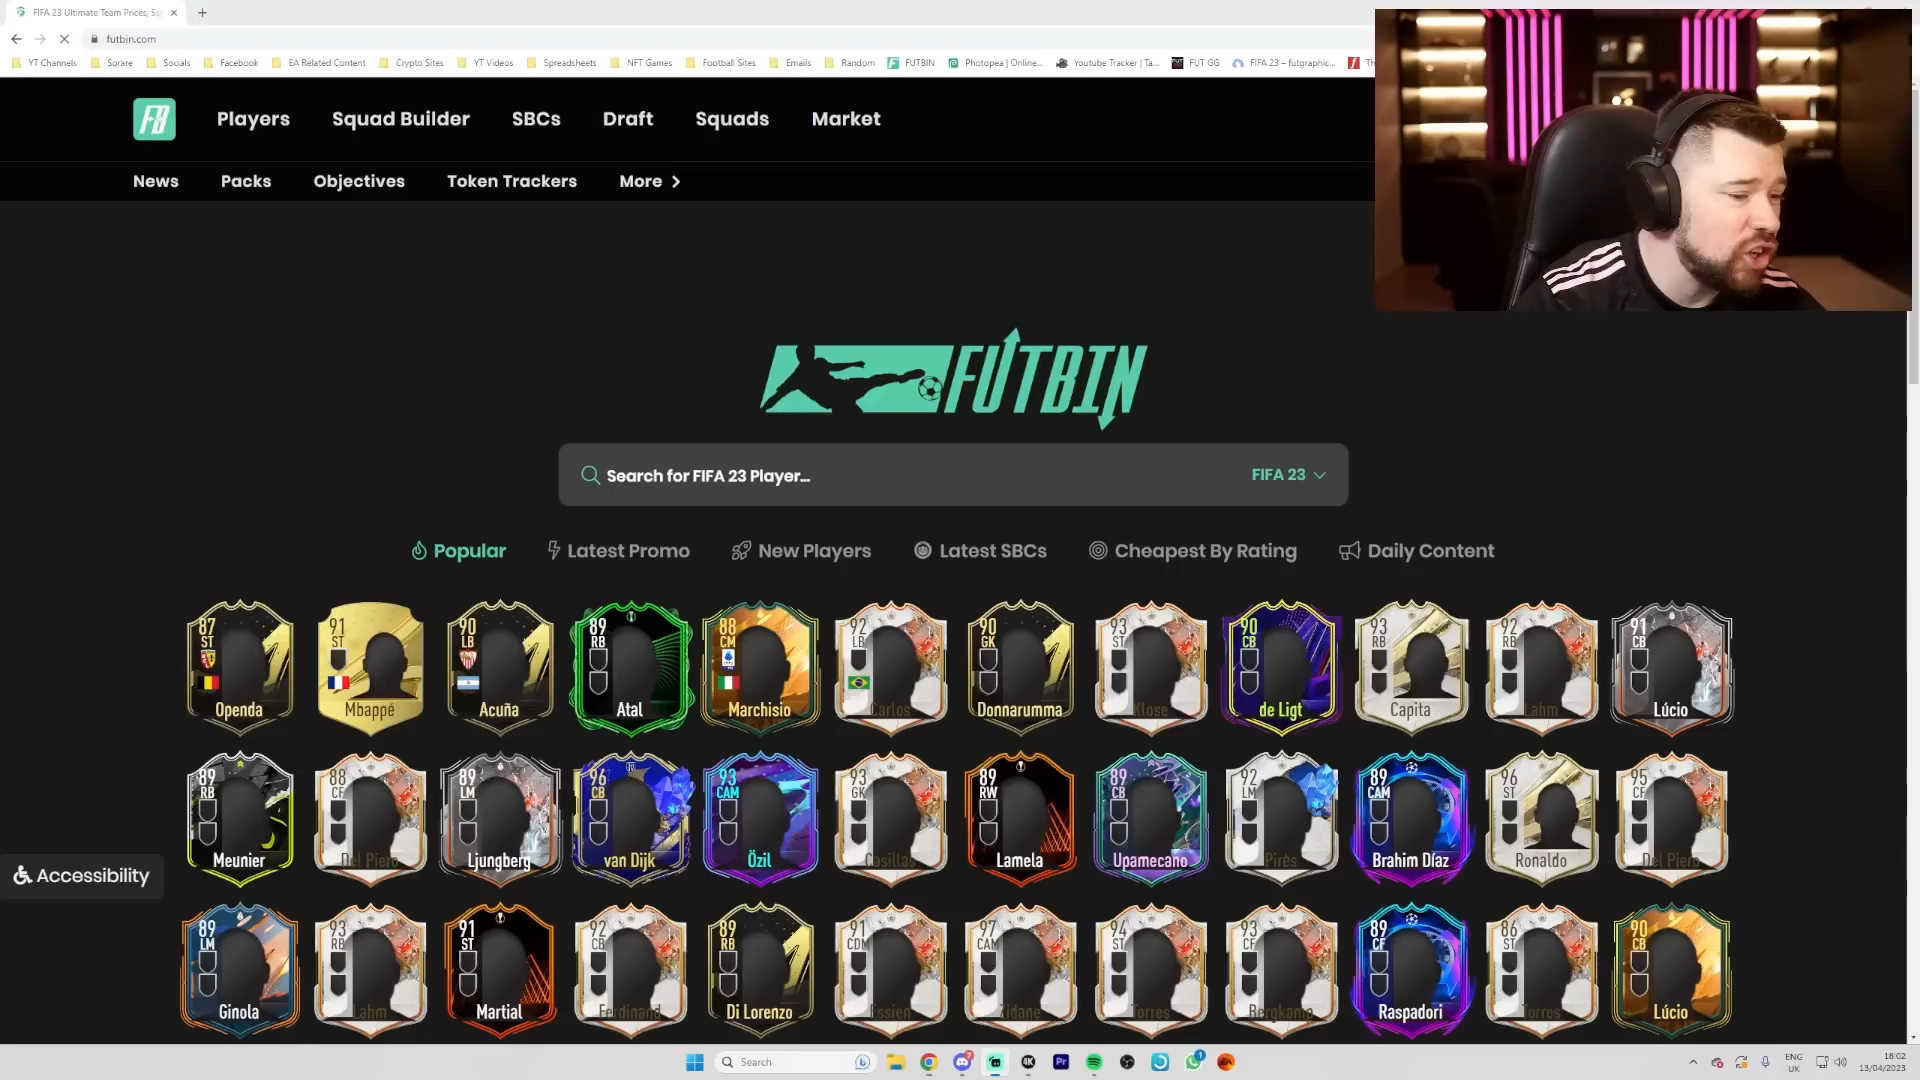 FIFA 23 Ultimate Team Prices, Sq
futbin.com
YT Channels Sorare Socials Facebook EA Related Content Crypto Sites YT Videos Spreadsheets NFT Games Football Sites Emails Random FUTBIN Photopea | Online... Youtube Tracker | Ta... FUT GG FIFA 23 – futgraphic... Th
Players Squad Builder SBCs Draft Squads Market
News Packs Objectives Token Trackers More
FUTBIN
Search for FIFA 23 Player... FIFA 23
Popular Latest Promo New Players Latest SBCs Cheapest By Rating Daily Content
87 91 90 89 88 92 90 93 90 93 92 91
ST ST LB RB CM LB GK ST CB RB RB CB
Openda Mbappé Acuña Atal Marchisio Carlos Donnarumma Klose de Ligt Capita Lahm Lúcio
89 88 89 96 93 93 89 89 92 89 96 95
RB CF LM CB CAM GK RW CB LM CAM ST CF
Meunier Del Piero Ljungberg van Dijk Özil Casillas Lamela Upamecano Pirès Brahim Díaz Ronaldo Del Piero
Accessibility
89 93 91 92 89 91 97 94 93 89 86 90
LM RB ST CB RB CDM CAM ST CF CF ST CB
Ginola Lahm Martial Ferdinand Di Lorenzo Essien Zidane Torres Bergkamp Raspadori Torres Lúcio
Search 7 4K Pr 1 EA ENG 18:02
UK 13/04/2023